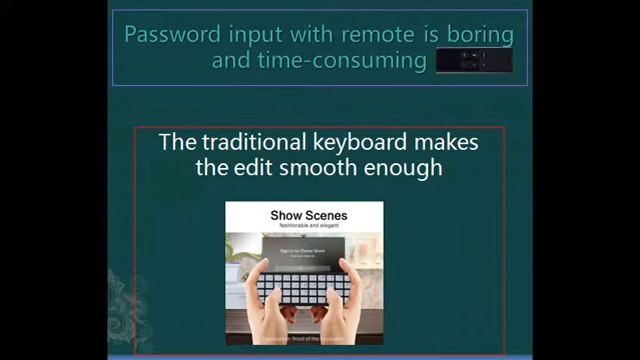 Password input with remote is boring
and time-consuming
The traditional keyboard makes
the edit smooth enough
Show Scenes
fashionable and elegant